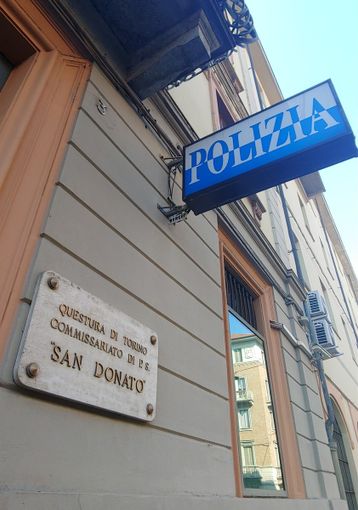 POLIZIA
QUESTURA DI TORINO
COMMISSARIATO DI P.S.
"SAN DONATO"